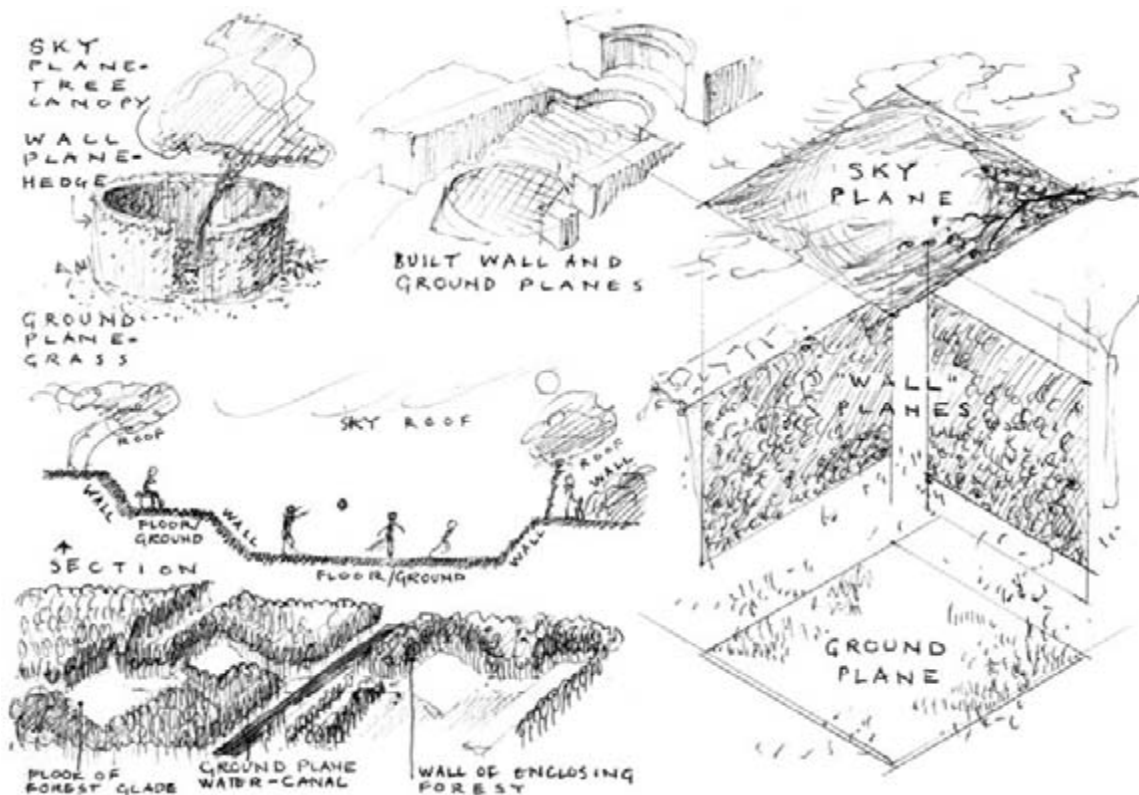 SKY
PLANE-
TREE
CANOPY
WALL
PLANE-
HEDGE
GROUND
PLANE-
GRASS
BUILT WALL AND
GROUND PLANES
SKY
PLANE
"WALL"
PLANES
GROUND
PLANE
ROOF
SKY ROOF
ROOF
WALL
WALL
FLOOR/
GROUND
WALL
FLOOR/GROUND
WALL
SECTION
FLOOR OF
FOREST GLADE
GROUND PLANE
WATER-CANAL
WALL OF ENCLOSING
FOREST